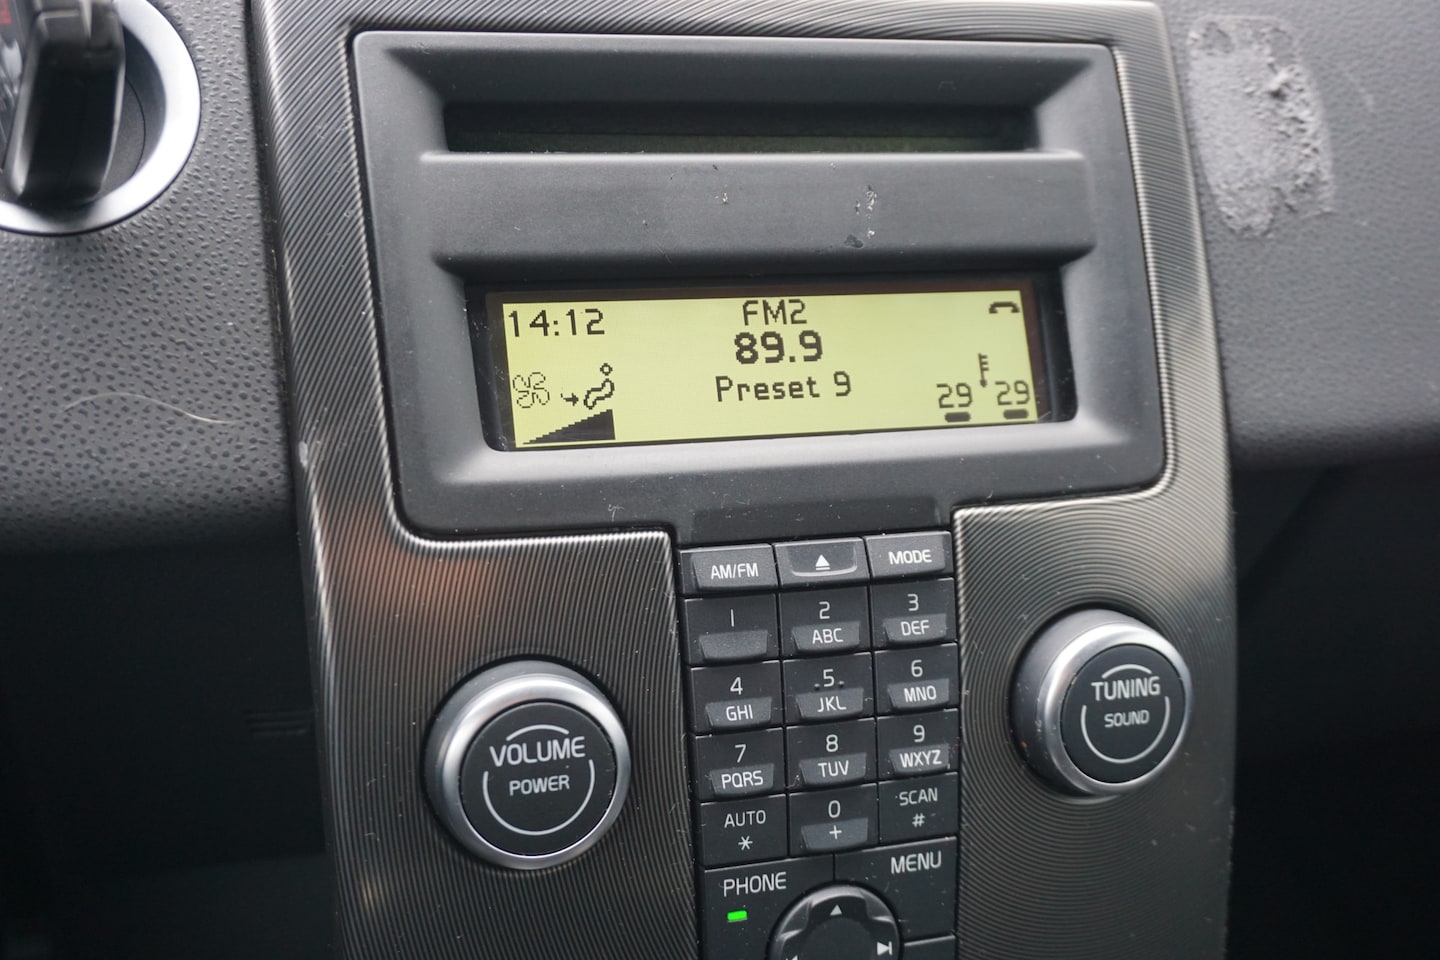 14:12
FM2
89.9
Preset 9
29 29
AM/FM
MODE
1
2
ABC
3
DEF
4
GHI
5
JKL
6
MNO
7
PQRS
8
TUV
9
WXYZ
AUTO
*
0
+
SCAN
#
PHONE
MENU
VOLUME
POWER
TUNING
SOUND